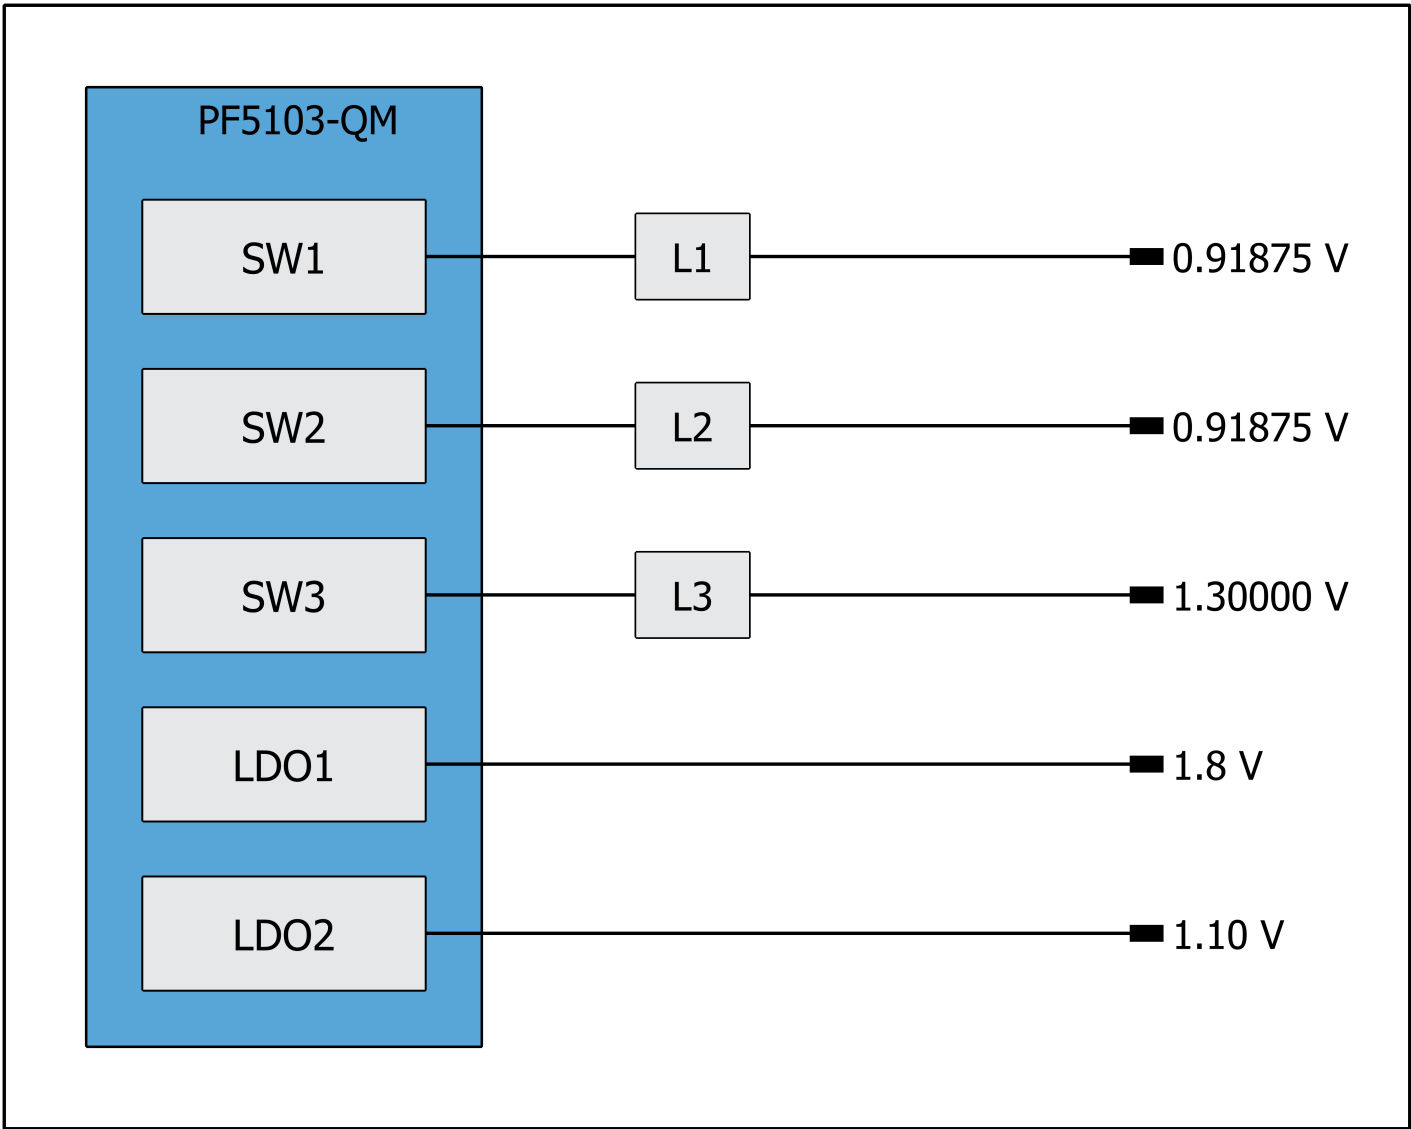 PF5103-QM
SW1 L1 0.91875 V
SW2 L2 0.91875 V
SW3 L3 1.30000 V
LDO1 1.8 V
LDO2 1.10 V